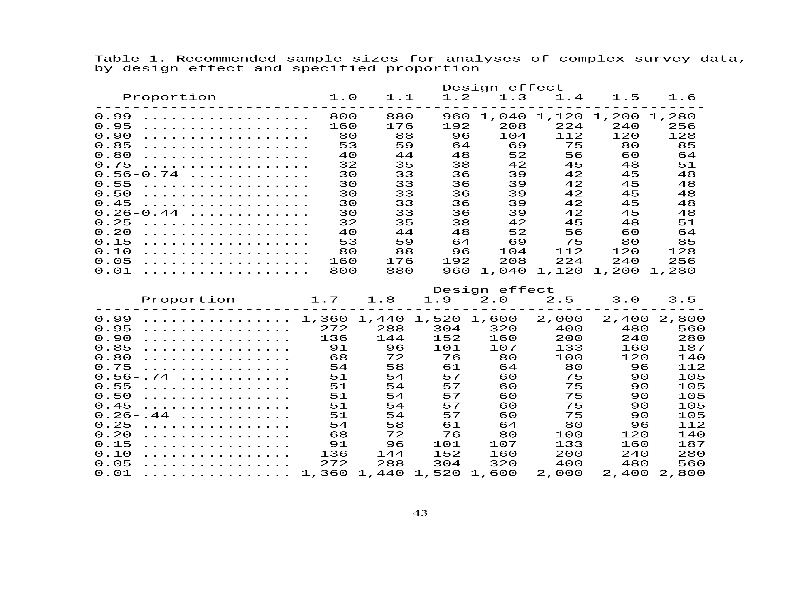 Table 1. Recommended sample sizes for analyses of complex survey data,
by design effect and specified proportion
Design effect
Proportion 1.0 1.1 1.2 1.3 1.4 1.5 1.6
0.99 .................. 800 880 960 1,040 1,120 1,200 1,280
0.95 .................. 160 176 192 208 224 240 256
0.90 .................. 80 88 96 104 112 120 128
0.85 .................. 53 59 64 69 75 80 85
0.80 .................. 40 44 48 52 56 60 64
0.75 .................. 32 35 38 42 45 48 51
0.56-0.74 ............. 30 33 36 39 42 45 48
0.55 .................. 30 33 36 39 42 45 48
0.50 .................. 30 33 36 39 42 45 48
0.45 .................. 30 33 36 39 42 45 48
0.26-0.44 ............. 30 33 36 39 42 45 48
0.25 .................. 32 35 38 42 45 48 51
0.20 .................. 40 44 48 52 56 60 64
0.15 .................. 53 59 64 69 75 80 85
0.10 .................. 80 88 96 104 112 120 128
0.05 .................. 160 176 192 208 224 240 256
0.01 .................. 800 880 960 1,040 1,120 1,200 1,280
Design effect
Proportion 1.7 1.8 1.9 2.0 2.5 3.0 3.5
0.99 ................ 1,360 1,440 1,520 1,600 2,000 2,400 2,800
0.95 ................ 272 288 304 320 400 480 560
0.90 ................ 136 144 152 160 200 240 280
0.85 ................ 91 96 101 107 133 160 187
0.80 ................ 68 72 76 80 100 120 140
0.75 ................ 54 58 61 64 80 96 112
0.56-.74 ............ 51 54 57 60 75 90 105
0.55 ................ 51 54 57 60 75 90 105
0.50 ................ 51 54 57 60 75 90 105
0.45 ................ 51 54 57 60 75 90 105
0.26-.44 ............ 51 54 57 60 75 90 105
0.25 ................ 54 58 61 64 80 96 112
0.20 ................ 68 72 76 80 100 120 140
0.15 ................ 91 96 101 107 133 160 187
0.10 ................ 136 144 152 160 200 240 280
0.05 ................ 272 288 304 320 400 480 560
0.01 ................ 1,360 1,440 1,520 1,600 2,000 2,400 2,800
43